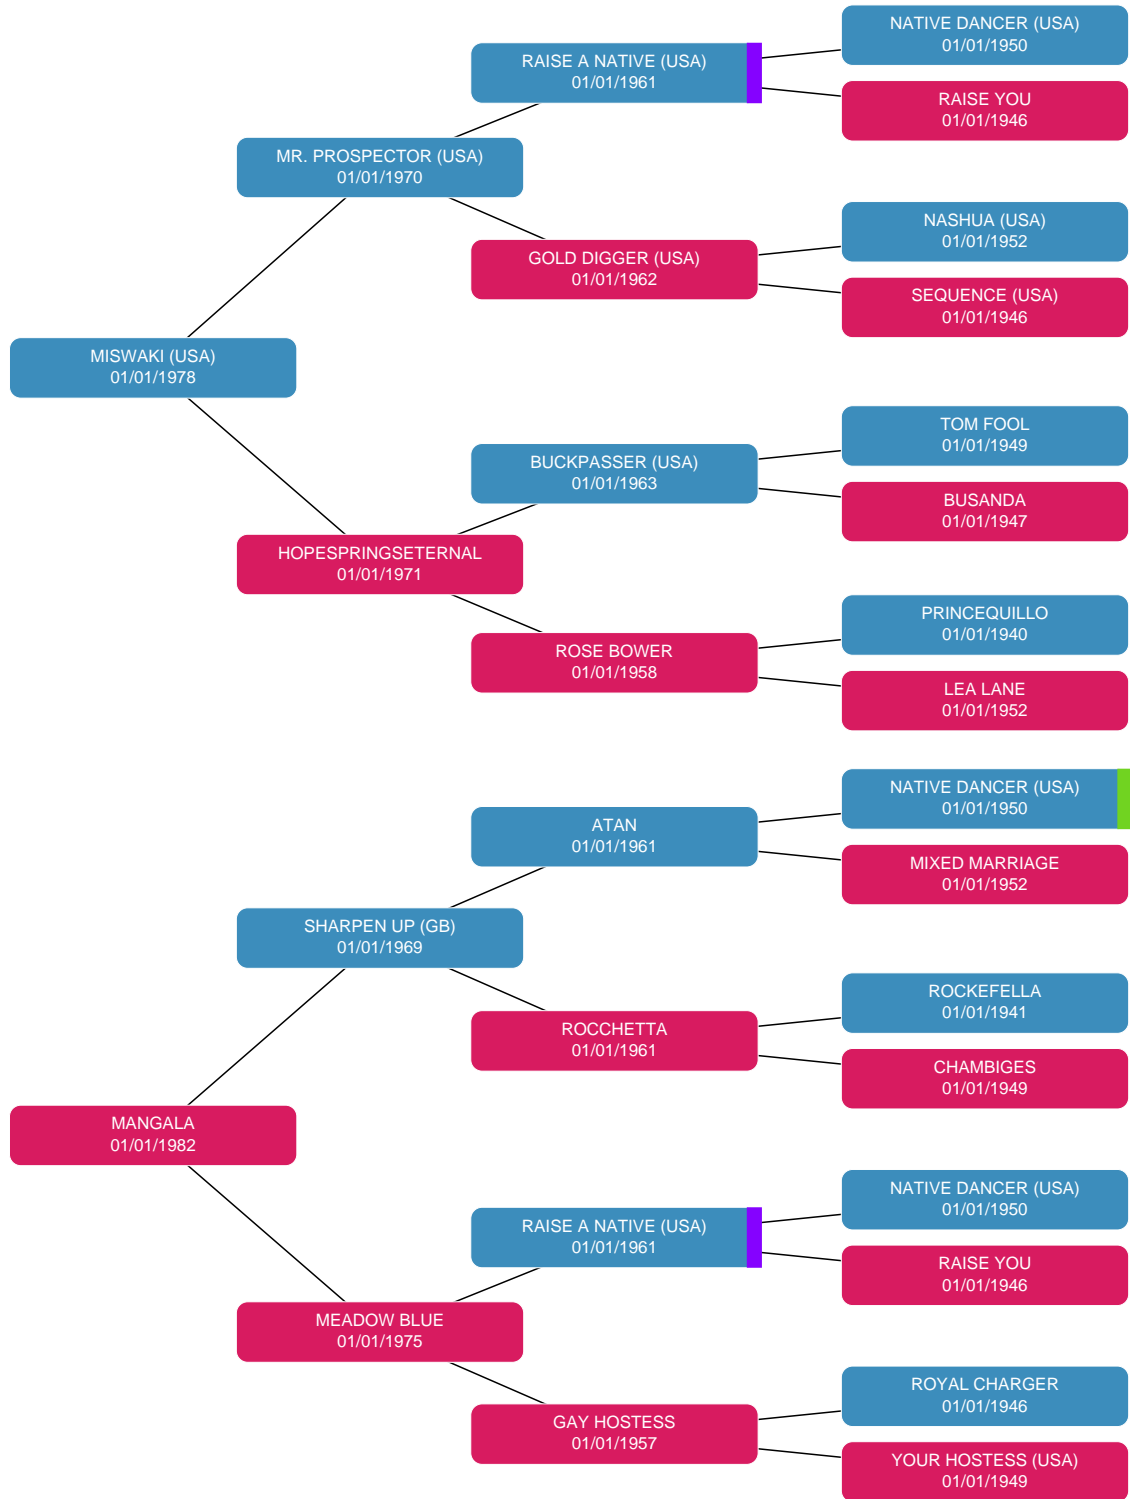 NATIVE DANCER (USA)
01/01/1950
RAISE A NATIVE (USA)
01/01/1961
RAISE YOU
01/01/1946
MR. PROSPECTOR (USA)
01/01/1970
NASHUA (USA)
01/01/1952
GOLD DIGGER (USA)
01/01/1962
SEQUENCE (USA)
01/01/1946
MISWAKI (USA)
01/01/1978
TOM FOOL
01/01/1949
BUCKPASSER (USA)
01/01/1963
BUSANDA
01/01/1947
HOPESPRINGSETERNAL
01/01/1971
PRINCEQUILLO
01/01/1940
ROSE BOWER
01/01/1958
LEA LANE
01/01/1952
NATIVE DANCER (USA)
01/01/1950
ATAN
01/01/1961
MIXED MARRIAGE
01/01/1952
SHARPEN UP (GB)
01/01/1969
ROCKEFELLA
01/01/1941
ROCCHETTA
01/01/1961
CHAMBIGES
01/01/1949
MANGALA
01/01/1982
NATIVE DANCER (USA)
01/01/1950
RAISE A NATIVE (USA)
01/01/1961
RAISE YOU
01/01/1946
MEADOW BLUE
01/01/1975
ROYAL CHARGER
01/01/1946
GAY HOSTESS
01/01/1957
YOUR HOSTESS (USA)
01/01/1949